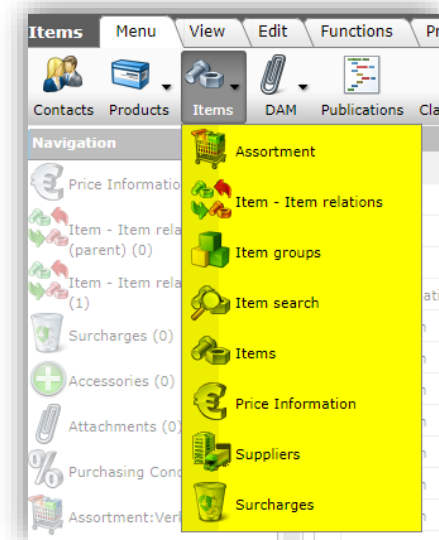 Items Menu View Edit Functions
Contacts Products Items DAM Publications
Navigation
Assortment
Price Informatio
Item - Item relations
Item - Item rela
(parent) (0)
Item groups
Item - Item rela
(1)
Item search
Surcharges (0)
Items
Accessories (0)
Price Information
Attachments (0)
Suppliers
Purchasing Cond
Surcharges
Assortment:Verl